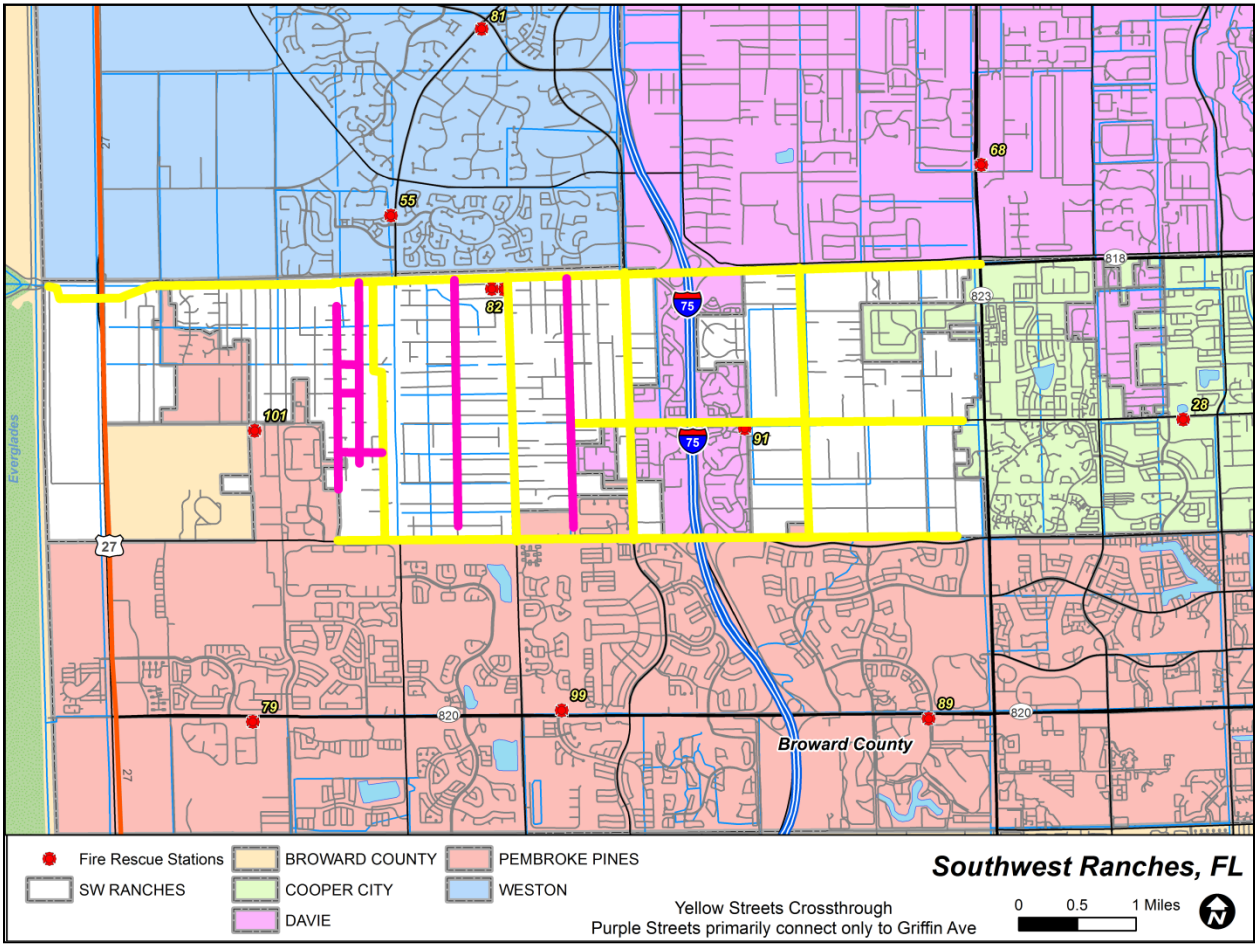 81
27
68
55
818
75
823
82
28
101
75
91
Everglades
27
99
89
79
820
820
Broward County
27
Fire Rescue Stations
BROWARD COUNTY
PEMBROKE PINES
Southwest Ranches, FL
SW RANCHES
COOPER CITY
WESTON
DAVIE
Yellow Streets Crossthrough
0 0.5 1 Miles
N
Purple Streets primarily connect only to Griffin Ave